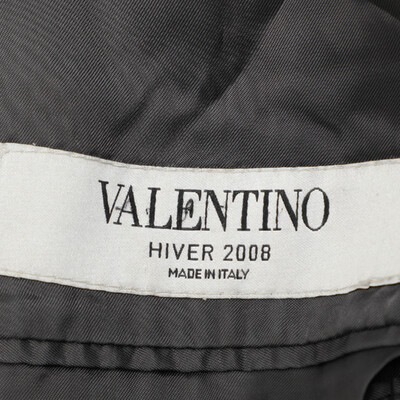 VALENTINO
HIVER 2008
MADE IN ITALY